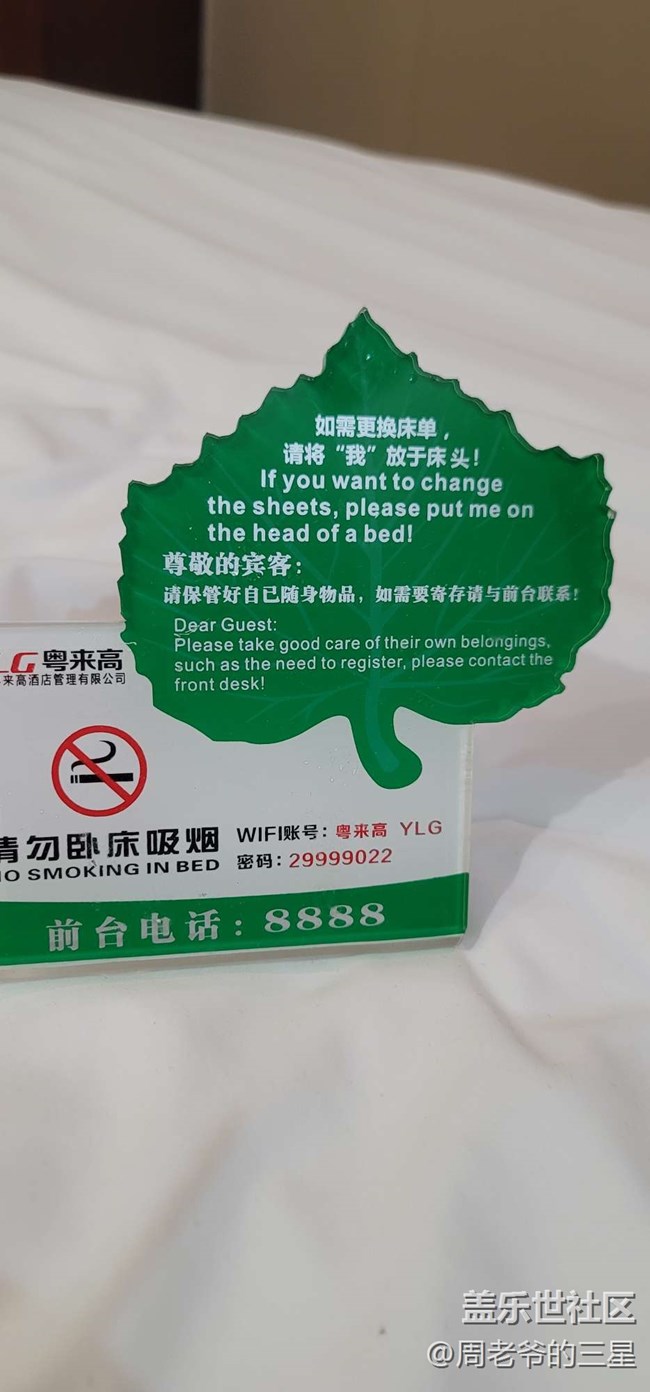 如需更换床单，
请将“我”放于床头！
If you want to change
the sheets, please put me on
the head of a bed!
尊敬的宾客：
请保管好自已随身物品，如需要寄存请与前台联系！
Dear Guest:
Please take good care of their own belongings,
such as the need to register, please contact the
front desk!
LG 粤来高
来高酒店管理有限公司
请勿卧床吸烟
NO SMOKING IN BED
WIFI账号：粤来高 YLG
密码：29999022
前台电话：8888
盖乐世社区
@周老爷的三星